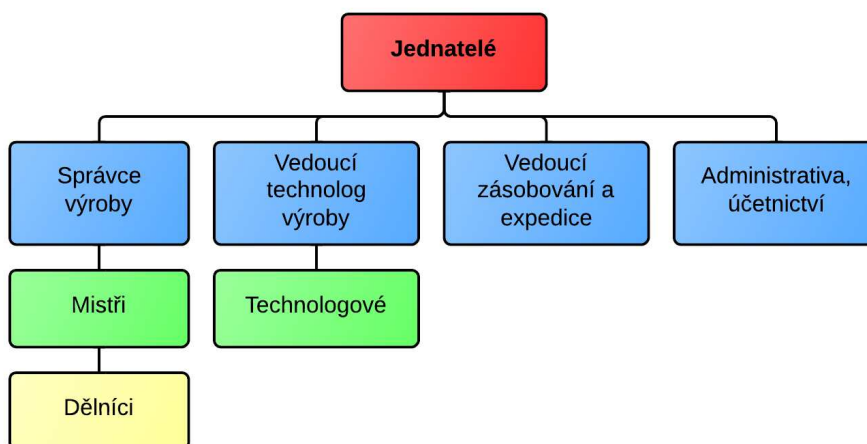 Jednatelé
Správce
výroby
Vedoucí
technolog
výroby
Vedoucí
zásobování a
expedice
Administrativa,
účetnictví
Mistři
Technologové
Dělníci